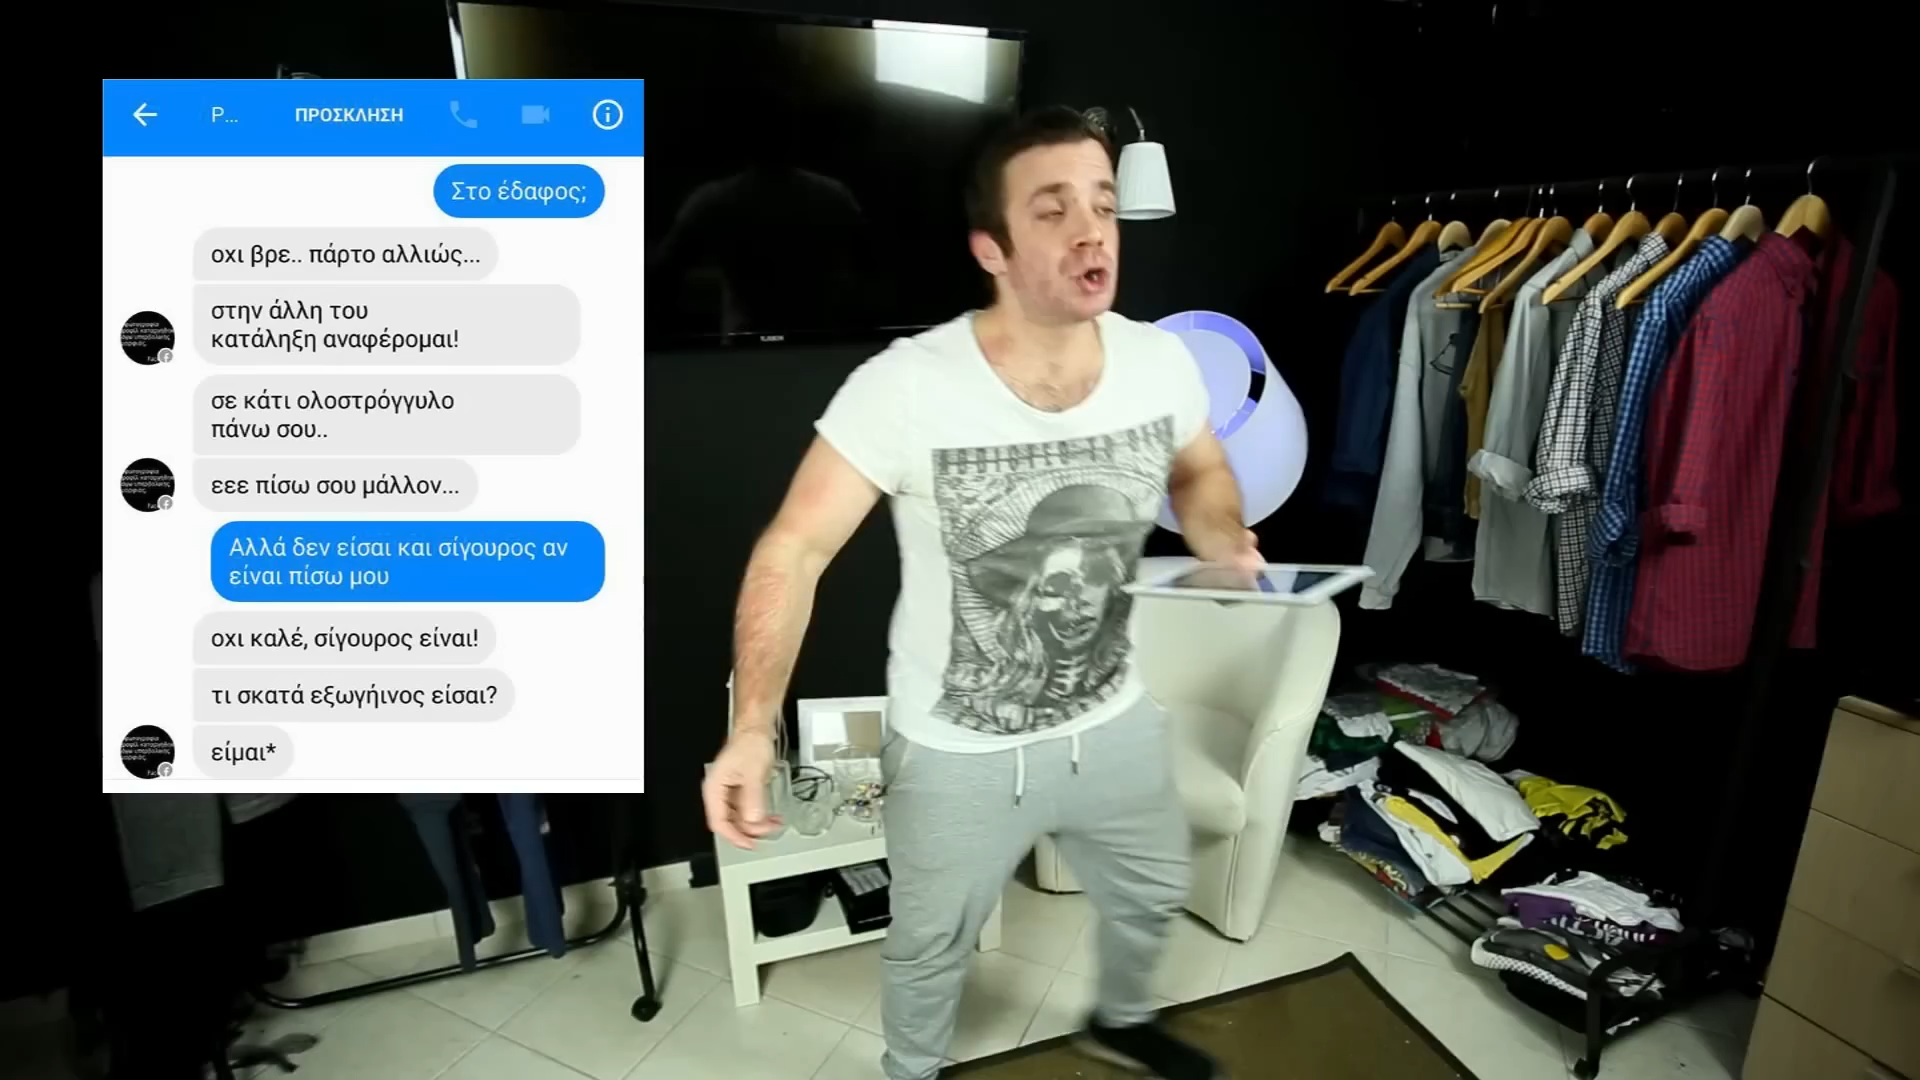 P...
ΠΡΟΣΚΛΗΣΗ
Στο έδαφος;
οχι βρε.. πάρτο αλλιώς...
στην άλλη του
κατάληξη αναφέρομαι!
σε κάτι ολοστρόγγυλο
πάνω σου..
εεε πίσω σου μάλλον...
Αλλά δεν είσαι και σίγουρος αν
είναι πίσω μου
οχι καλέ, σίγουρος είναι!
τι σκατά εξωγήινος είσαι?
είμαι*